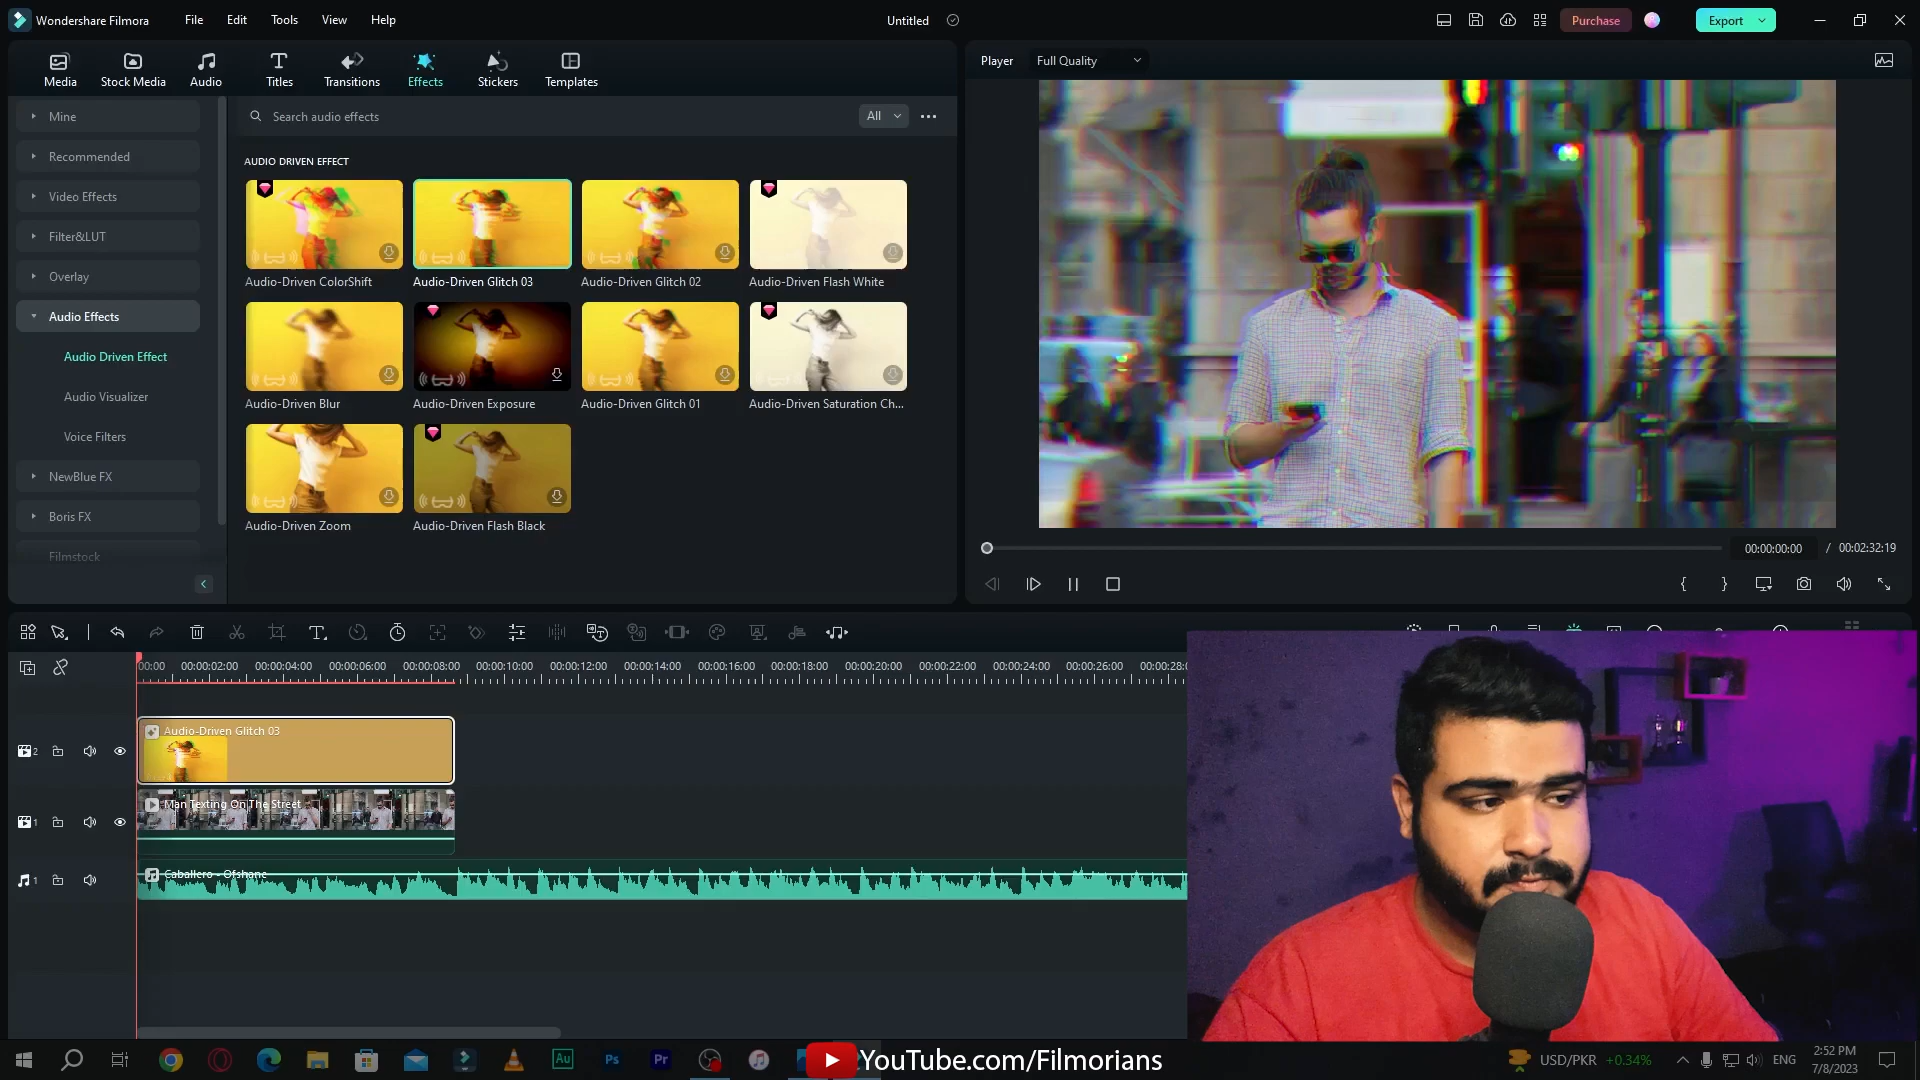 Wondershare Filmora
File
Edit
Tools
View
Help
Untitled
Purchase
Export
Media
Stock Media
Audio
Titles
Transitions
Effects
Stickers
Templates
Player
Full Quality
Mine
Recommended
Video Effects
Filter&LUT
Overlay
Audio Effects
Audio Driven Effect
Audio Visualizer
Voice Filters
NewBlue FX
Boris FX
Filmstock
Search audio effects
All
AUDIO DRIVEN EFFECT
Audio-Driven ColorShift
Audio-Driven Glitch 03
Audio-Driven Glitch 02
Audio-Driven Flash White
Audio-Driven Blur
Audio-Driven Exposure
Audio-Driven Glitch 01
Audio-Driven Saturation Ch...
Audio-Driven Zoom
Audio-Driven Flash Black
00:00:00:00 / 00:02:32:19
00:00 00:00:02:00 00:00:04:00 00:00:06:00 00:00:08:00 00:00:10:00 00:00:12:00 00:00:14:00 00:00:16:00 00:00:18:00 00:00:20:00 00:00:22:00 00:00:24:00 00:00:26:00 00:00:28:0
2
Audio-Driven Glitch 03
1
Man Texting On The Street
1
Caballero - Ofshane
Au
Ps
Pr
YouTube.com/Filmorians
USD/PKR +0.34%
ENG
2:52 PM
7/8/2023